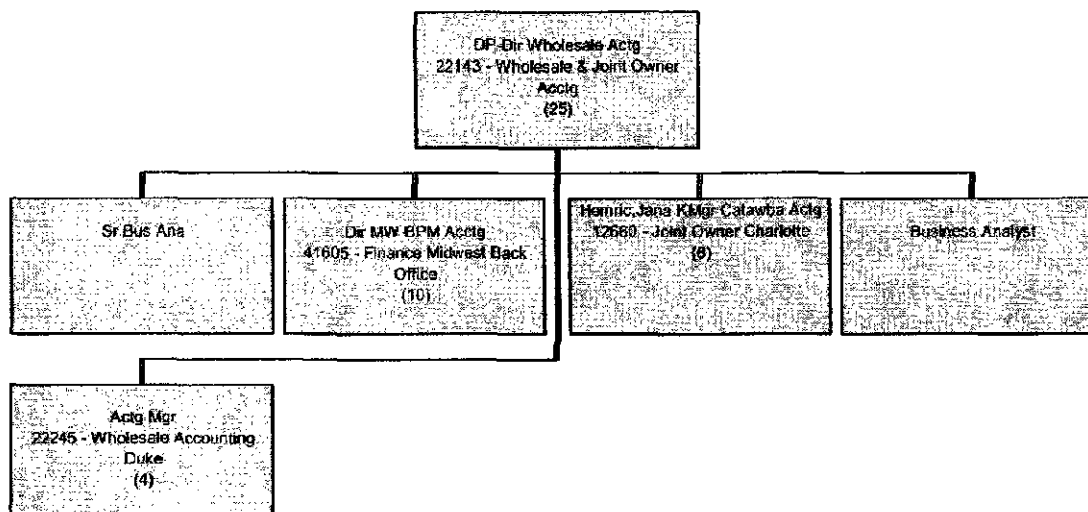 DP-Dir Wholesale Actg
22143 - Wholesale & Joint Owner
Acctg
(25)
Sr Bus Ana
Dir MW BPM Acctg
41605 - Finance Midwest Back
Office
(10)
Hemric,Jana KMgr Catawba Actg
12660 - Joint Owner Charlotte
Business Analyst
Actg Mgr
22245 - Wholesale Accounting
Duke
(4)